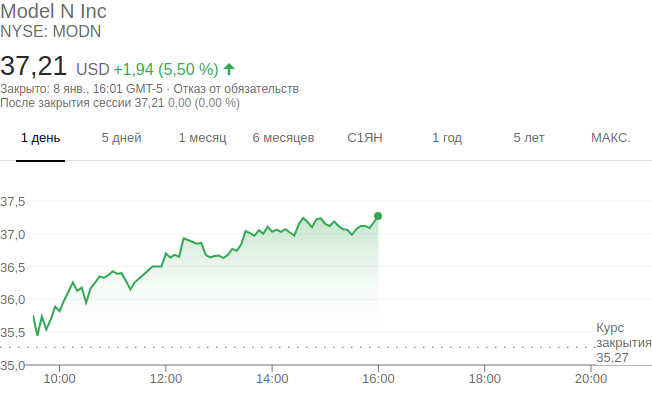 Model N Inc
NYSE: MODN
37,21 USD +1,94 (5,50 %)
Закрыто: 8 янв., 16:01 GMT-5 · Отказ от обязательств
После закрытия сессии 37,21 0,00 (0,00 %)
1 день 5 дней 1 месяц 6 месяцев С1ЯН 1 год 5 лет МАКС.
37,5
37,0
36,5
36,0
35,5
Курс
закрытия
35,27
35,0
10:00 12:00 14:00 16:00 18:00 20:00